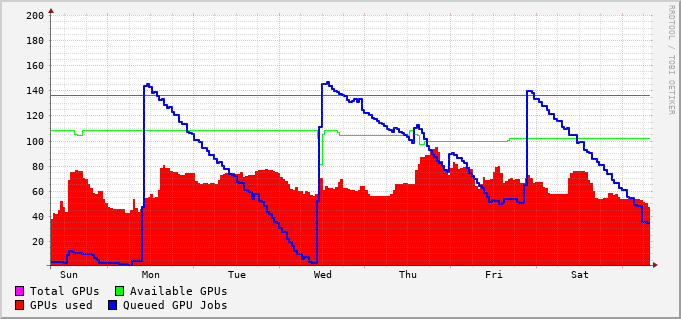 200
180
160
140
120
100
80
60
40
20
Sun Mon Tue Wed Thu Fri Sat
Total GPUs Available GPUs
GPUs used Queued GPU Jobs
RRDTOOL / TOBI OETIKER